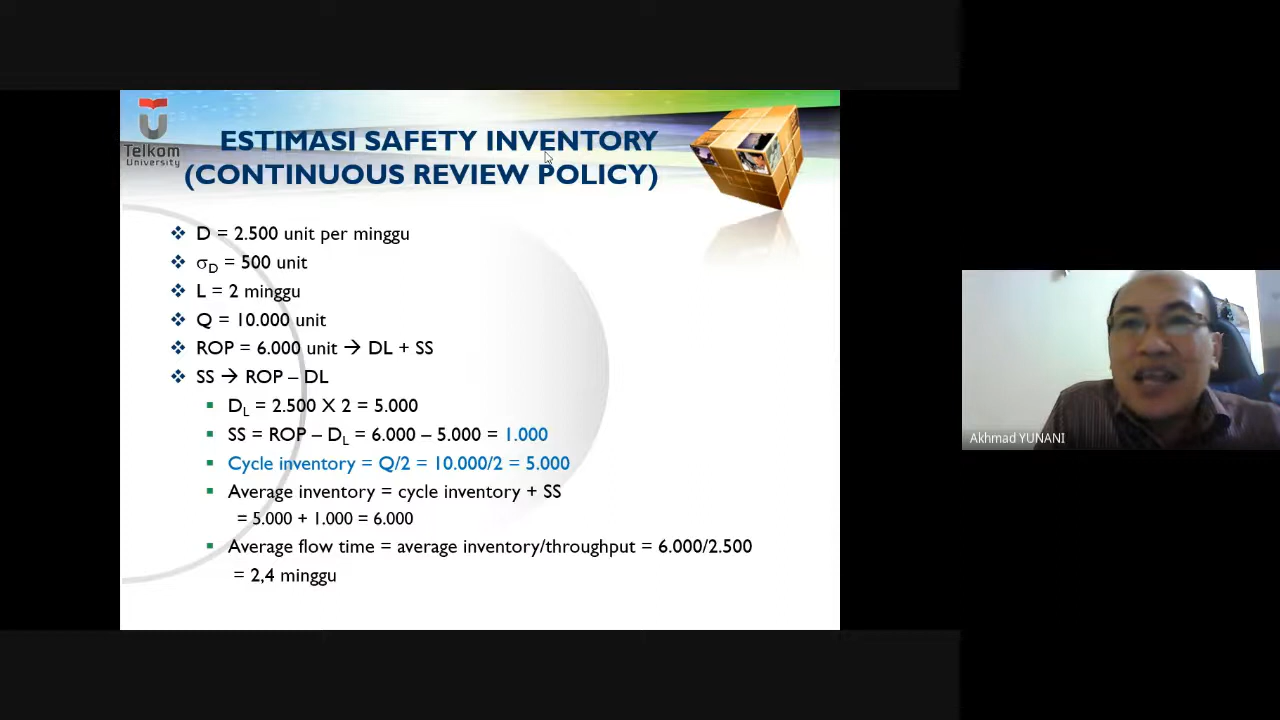 Telkom
University
ESTIMASI SAFETY INVENTORY
(CONTINUOUS REVIEW POLICY)
❖ D = 2.500 unit per minggu
❖ σD = 500 unit
❖ L = 2 minggu
❖ Q = 10.000 unit
❖ ROP = 6.000 unit → DL + SS
❖ SS → ROP – DL
▪ DL = 2.500 X 2 = 5.000
▪ SS = ROP – DL = 6.000 – 5.000 = 1.000
▪ Cycle inventory = Q/2 = 10.000/2 = 5.000
▪ Average inventory = cycle inventory + SS
= 5.000 + 1.000 = 6.000
▪ Average flow time = average inventory/throughput = 6.000/2.500
= 2,4 minggu
Akhmad YUNANI